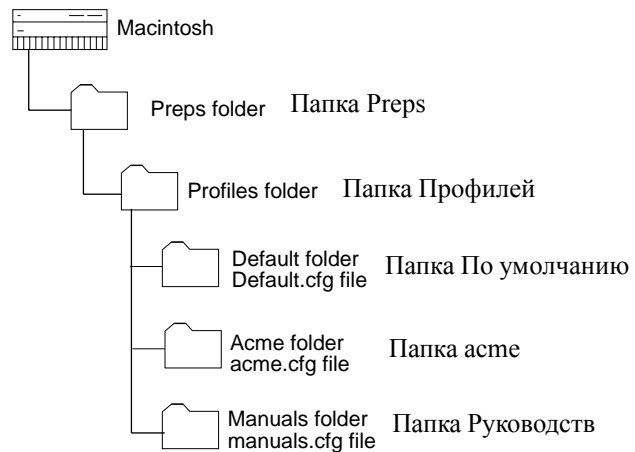 Macintosh
Preps folder Папка Preps
Profiles folder Папка Профилей
Default folder
Default.cfg file Папка По умолчанию
Acme folder
acme.cfg file Папка acme
Manuals folder
manuals.cfg file Папка Руководств